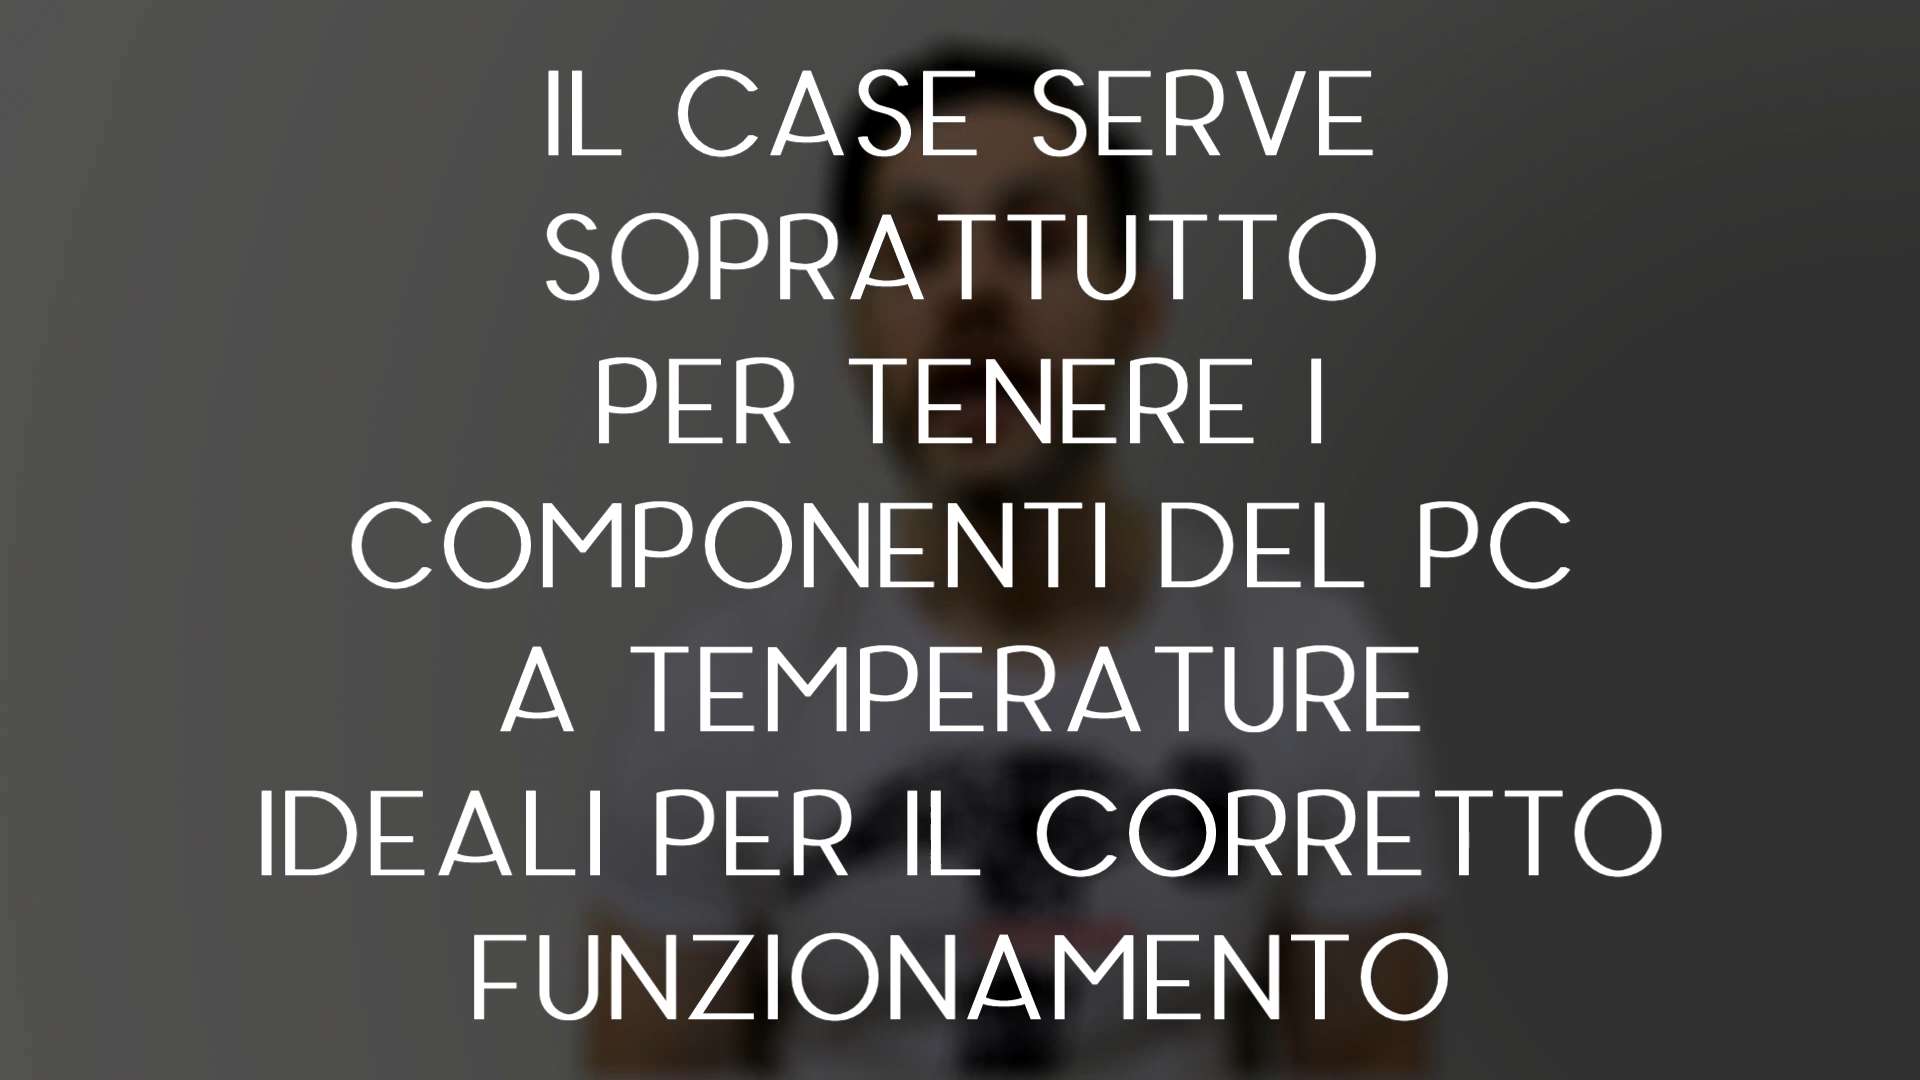 IL CASE SERVE
SOPRATTUTTO
PER TENERE I
COMPONENTI DEL PC
A TEMPERATURE
IDEALI PER IL CORRETTO
FUNZIONAMENTO